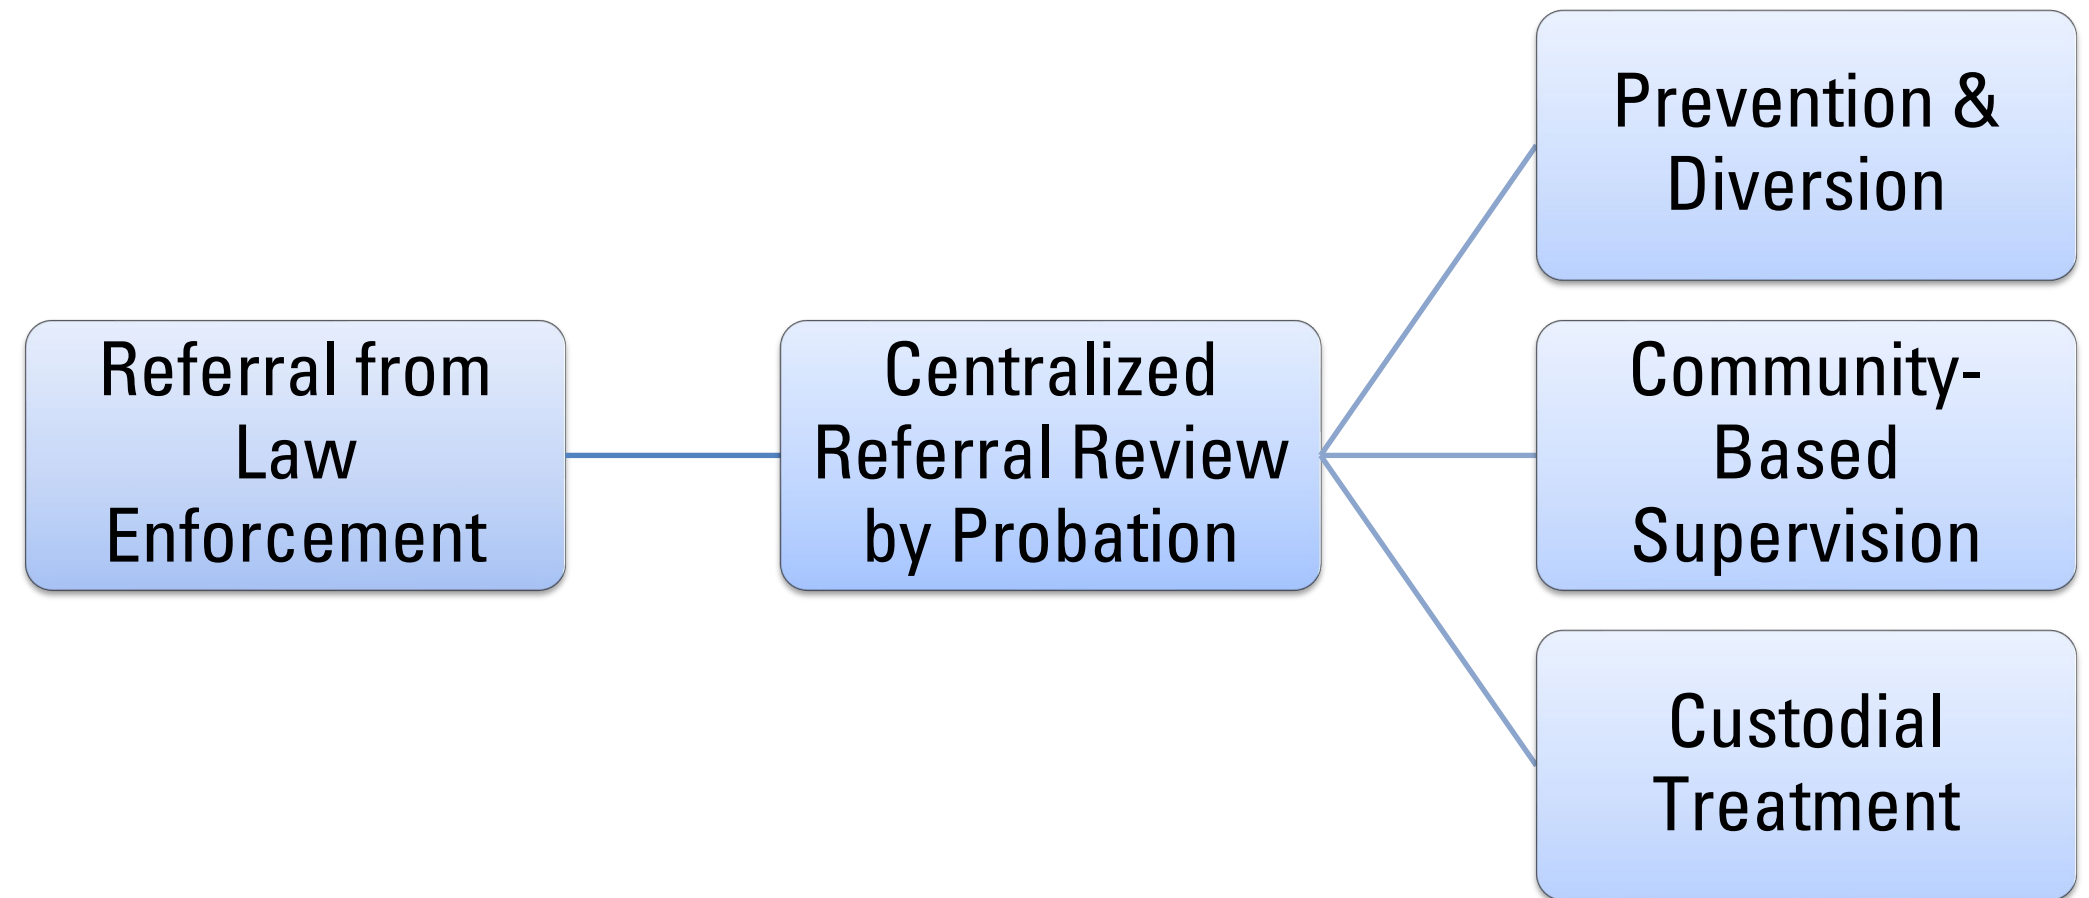 Referral from
Law
Enforcement
Centralized
Referral Review
by Probation
Prevention &
Diversion
Community-
Based
Supervision
Custodial
Treatment